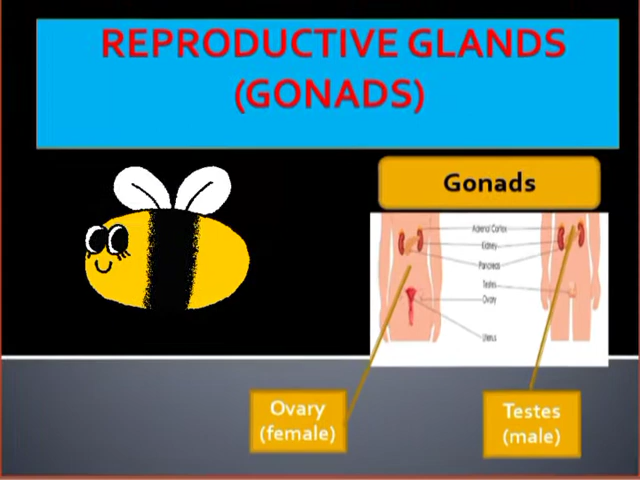 REPRODUCTIVE GLANDS
(GONADS)
Gonads
Adrenal Cortex
Kidney
Pancreas
Testes
Ovary
Uterus
Ovary
(female)
Testes
(male)